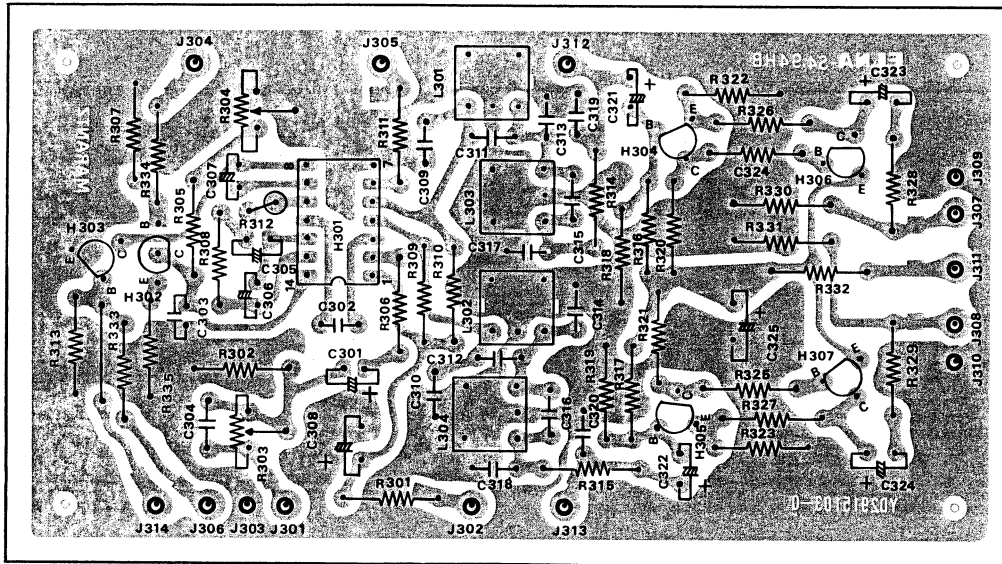 J304
J305
J312
L301
C321
+
R322
C323
+
R307
R334
R304
R311
C309
C311
C313
C319
E
B
C
H304
R326
C324
R330
R331
R332
C
B
E
H306
R328
J309
J307
J311
J308
J310
MARANTZ
C307
R305
R308
R312
C305
C306
8
7
14
1
H301
L303
C315
R314
R318
R316
R320
C317
H303
E
C
B
B
C
E
H302
C303
R309
R310
L302
C314
C302
R306
R313
R333
R335
R302
C301
+
C312
C310
R321
C325
+
E
B
C
H307
R329
C304
R303
C308
+
L304
C316
R319
C320
R317
C
B
E
H305
R325
R327
R323
C322
+
C324
+
R301
C318
R315
J314
J306
J303
J301
J302
J313
YD2915103-0